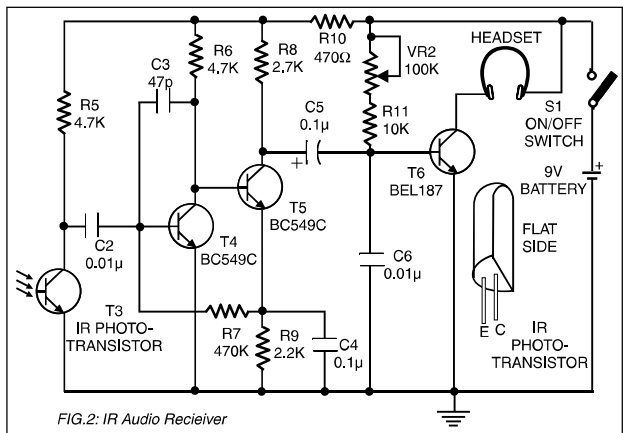 R10
470Ω
HEADSET
R6
4.7K
R8
2.7K
C3
47p
VR2
100K
R5
4.7K
C5
0.1µ
R11
10K
S1
ON/OFF
SWITCH
+
T6
BEL187
9V
BATTERY
+
T5
BC549C
T4
BC549C
C2
0.01µ
FLAT
SIDE
C6
0.01µ
T3
IR PHOTO-
TRANSISTOR
R7
470K
R9
2.2K
C4
0.1µ
E C
IR
PHOTO-
TRANSISTOR
FIG.2: IR Audio Recieiver